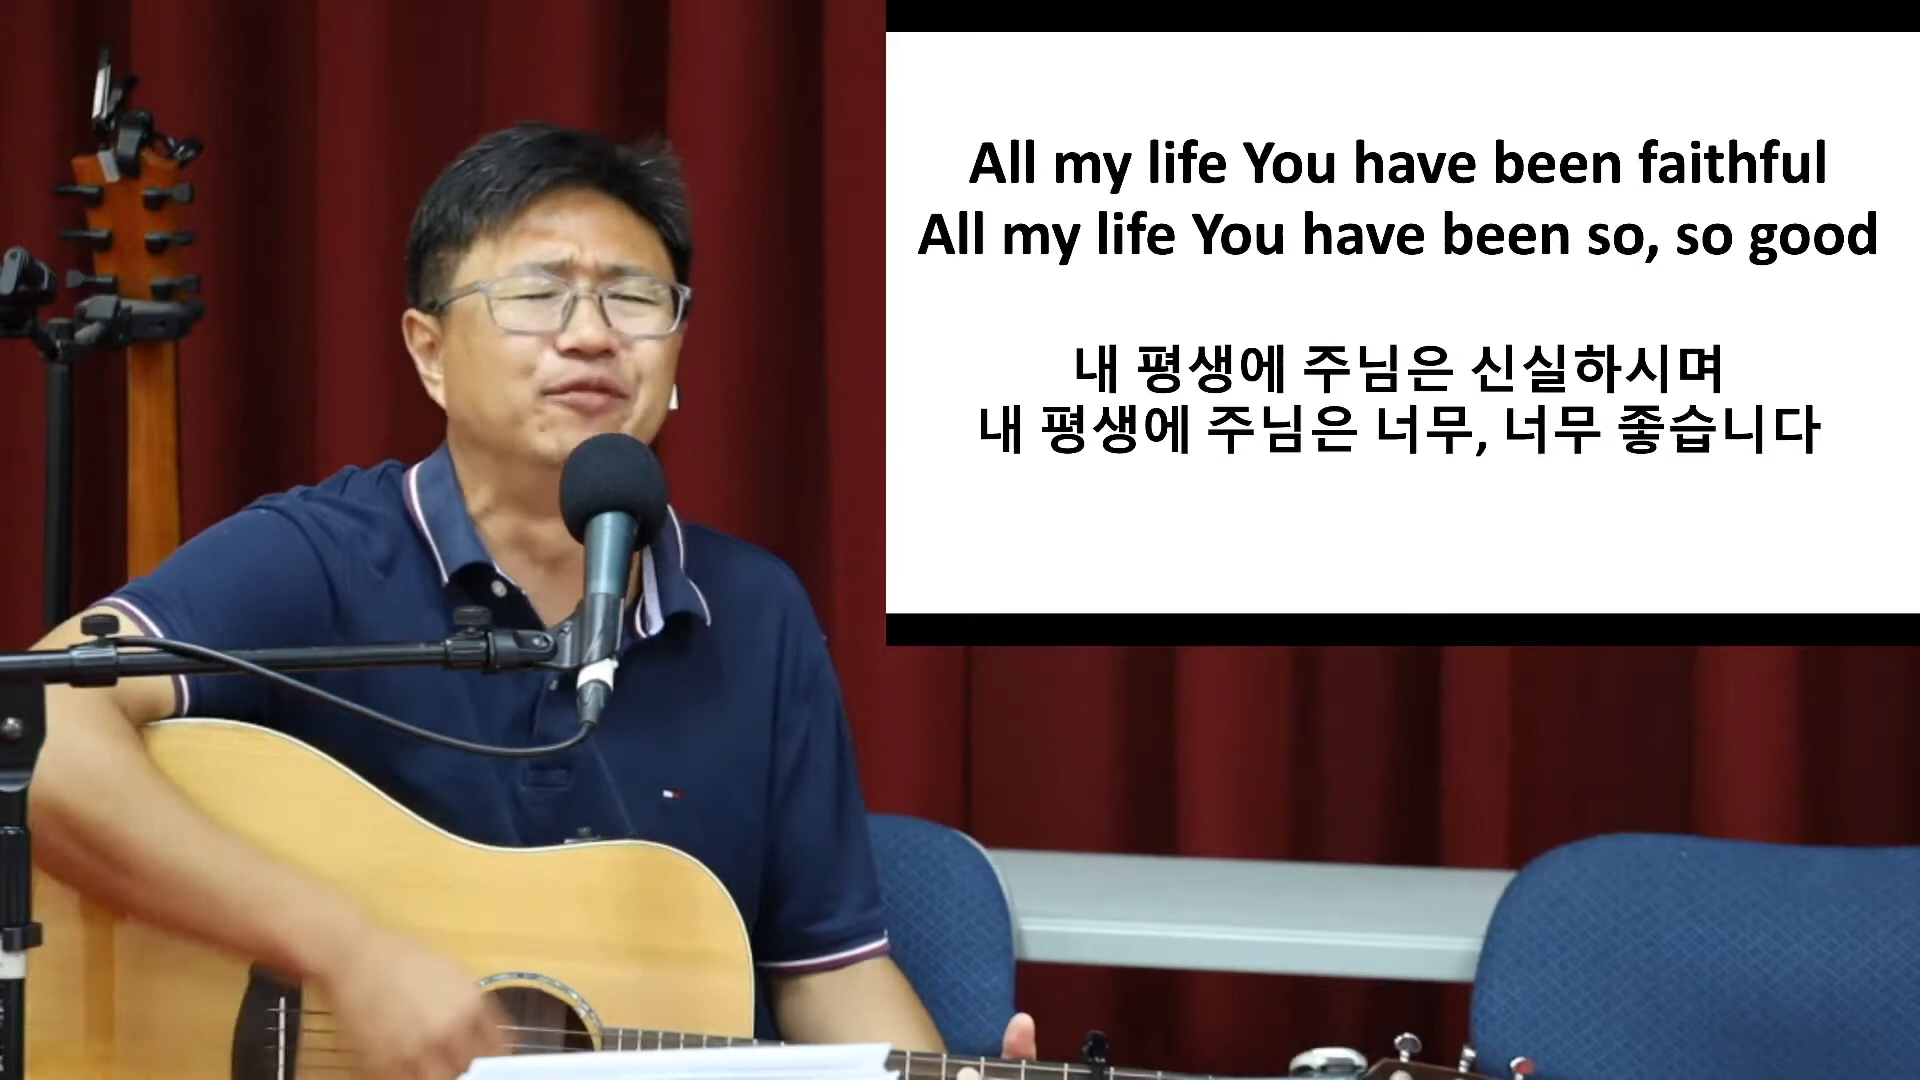 All my life You have been faithful
All my life You have been so, so good
내 평생에 주님은 신실하시며
내 평생에 주님은 너무, 너무 좋습니다